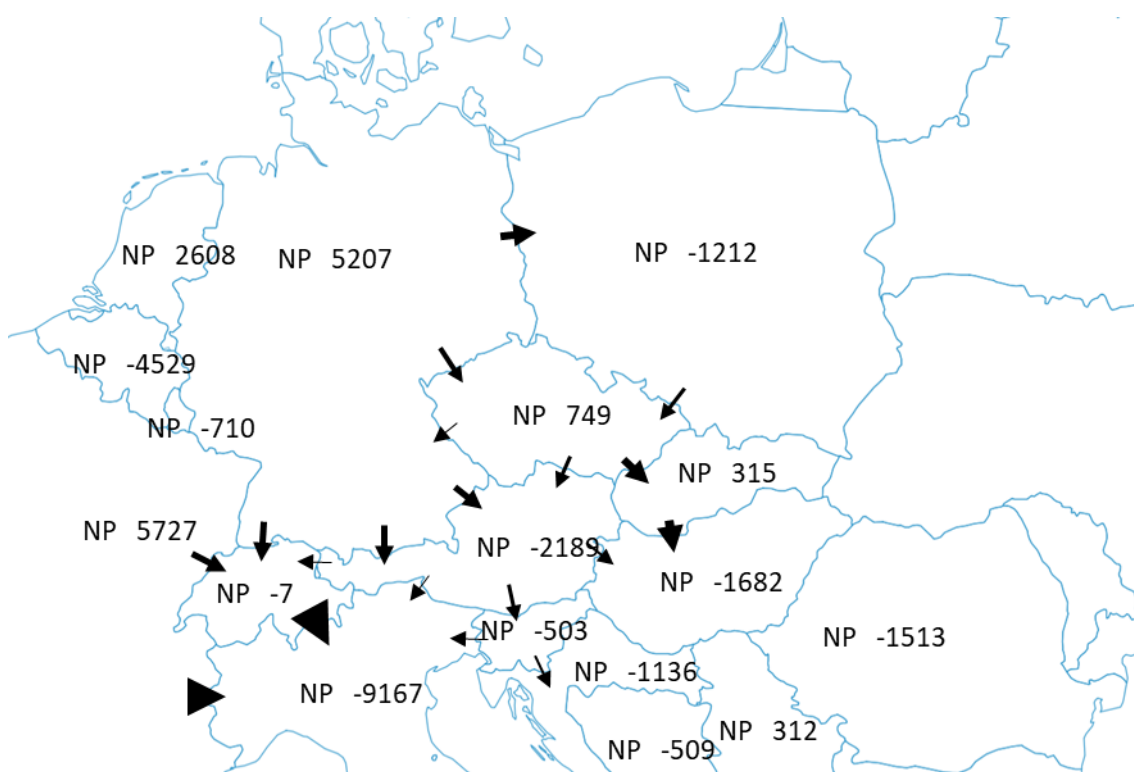 NP 2608
NP 5207
NP -1212
NP -4529
NP -710
NP 749
NP 315
NP 5727
NP -2189
NP -7
NP -1682
NP -503
NP -1513
NP -1136
NP -9167
NP 312
NP -509